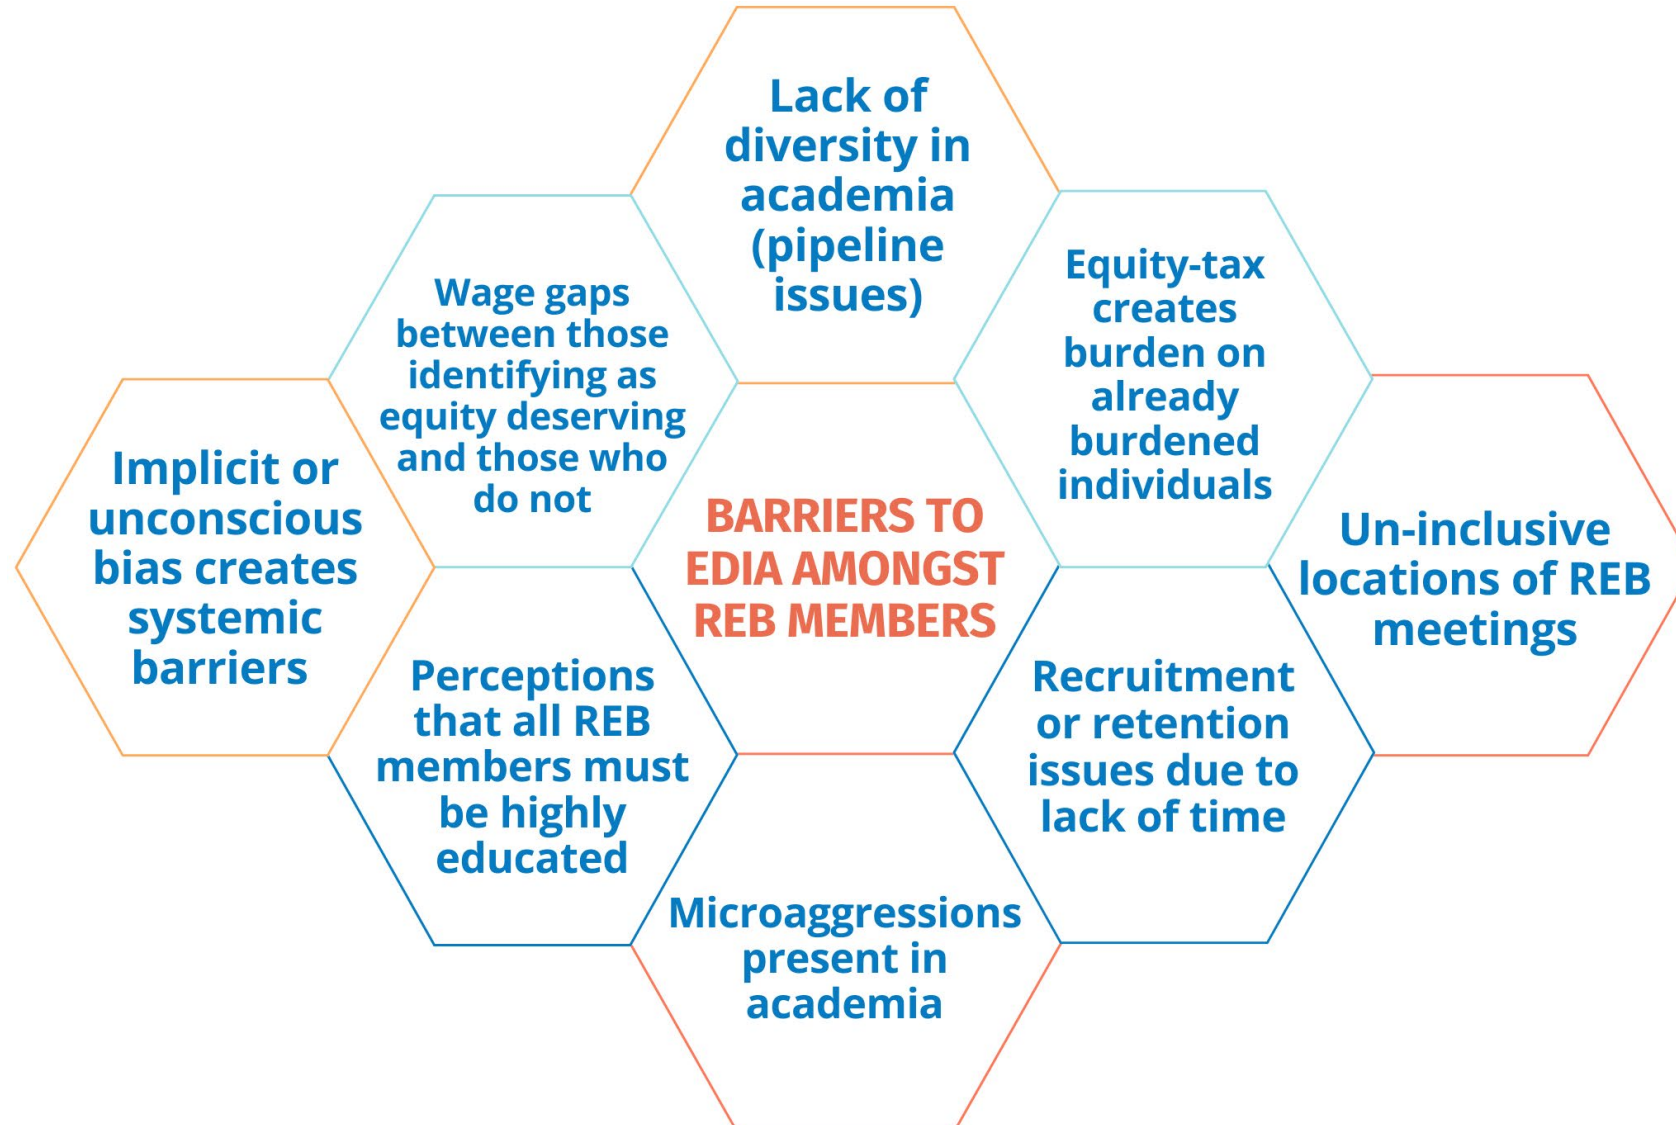 Lack of
diversity in
academia
(pipeline
issues)
Wage gaps
between those
identifying as
equity deserving
and those who
do not
Equity-tax
creates
burden on
already
burdened
individuals
Implicit or
unconscious
bias creates
systemic
barriers
BARRIERS TO
EDIA AMONGST
REB MEMBERS
Un-inclusive
locations of REB
meetings
Perceptions
that all REB
members must
be highly
educated
Recruitment
or retention
issues due to
lack of time
Microaggressions
present in
academia